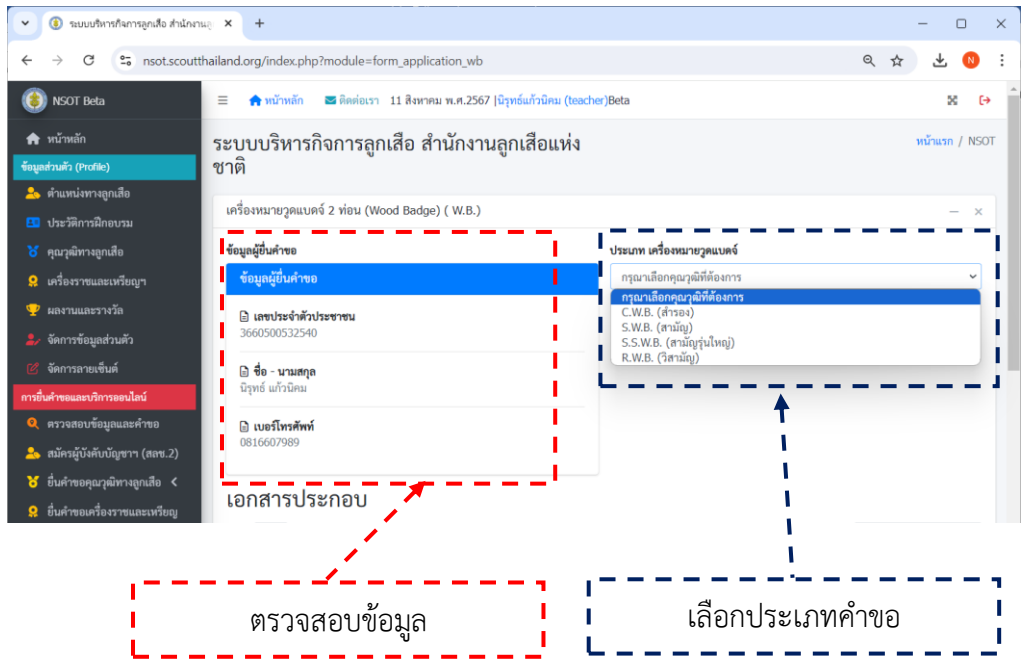 ระบบบริหารกิจการลูกเสือ สำนักงานลู
nsot.scoutthailand.org/index.php?module=form_application_wb
N
NSOT Beta
หน้าหลัก
ติดต่อเรา
11 สิงหาคม พ.ศ.2567 |นิรุทธ์แก้วนิคม (teacher)Beta
หน้าหลัก
ข้อมูลส่วนตัว (Profile)
ตำแหน่งทางลูกเสือ
ประวัติการฝึกอบรม
คุณวุฒิทางลูกเสือ
เครื่องราชและเหรียญฯ
ผลงานและรางวัล
จัดการข้อมูลส่วนตัว
จัดการลายเซ็นต์
การยื่นคำขอและบริการออนไลน์
ตรวจสอบข้อมูลและคำขอ
สมัครผู้บังคับบัญชาฯ (สลช.2)
ยื่นคำขอคุณวุฒิทางลูกเสือ
ยื่นคำขอเครื่องราชและเหรียญ
ระบบบริหารกิจการลูกเสือ สำนักงานลูกเสือแห่ง
ชาติ
หน้าแรก / NSOT
เครื่องหมายวูดแบดจ์ 2 ท่อน (Wood Badge) ( W.B.)
ข้อมูลผู้ยื่นคำขอ
ข้อมูลผู้ยื่นคำขอ
เลขประจำตัวประชาชน
3660500532540
ชื่อ - นามสกุล
นิรุทธ์ แก้วนิคม
เบอร์โทรศัพท์
0816607989
ประเภท เครื่องหมายวูดแบดจ์
กรุณาเลือกคุณวุฒิที่ต้องการ
กรุณาเลือกคุณวุฒิที่ต้องการ
C.W.B. (สำรอง)
S.W.B. (สามัญ)
S.S.W.B. (สามัญรุ่นใหญ่)
R.W.B. (วิสามัญ)
เอกสารประกอบ
ตรวจสอบข้อมูล
เลือกประเภทคำขอ